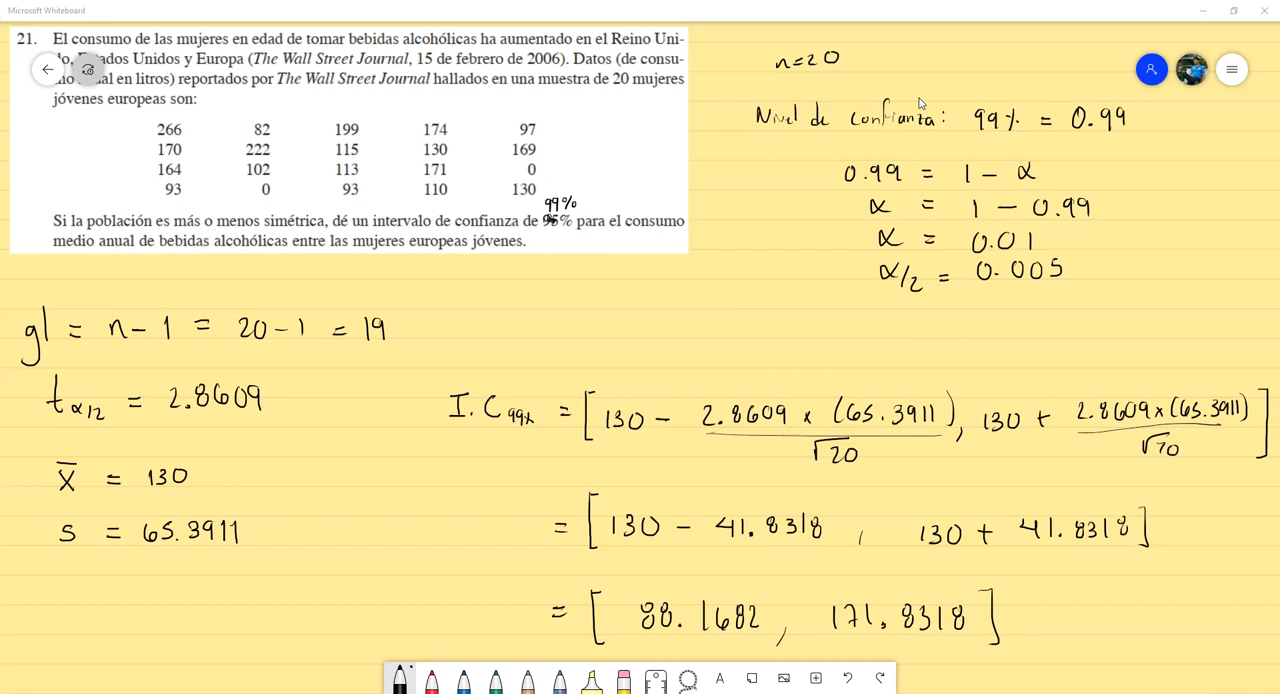 Microsoft Whiteboard
21. El consumo de las mujeres en edad de tomar bebidas alcohólicas ha aumentado en el Reino Uni-
do, Estados Unidos y Europa (The Wall Street Journal, 15 de febrero de 2006). Datos (de consu-
mo anual en litros) reportados por The Wall Street Journal hallados en una muestra de 20 mujeres
jóvenes europeas son:
266 82 199 174 97
170 222 115 130 169
164 102 113 171 0
93 0 93 110 130
99%
Si la población es más o menos simétrica, dé un intervalo de confianza de 95% para el consumo
medio anual de bebidas alcohólicas entre las mujeres europeas jóvenes.
n=20
Nivel de confianza: 99% = 0.99
0.99 = 1 - α
α = 1 - 0.99
α = 0.01
α/2 = 0.005
gl = n-1 = 20-1 = 19
tα/2 = 2.8609
x̄ = 130
s = 65.3911
I.C 99% = [130 - 2.8609 × (65.3911)/√20, 130 + 2.8609×(65.3911)/√20]
= [130 - 41.8318, 130 + 41.8318]
= [88.1682, 171.8318]
A